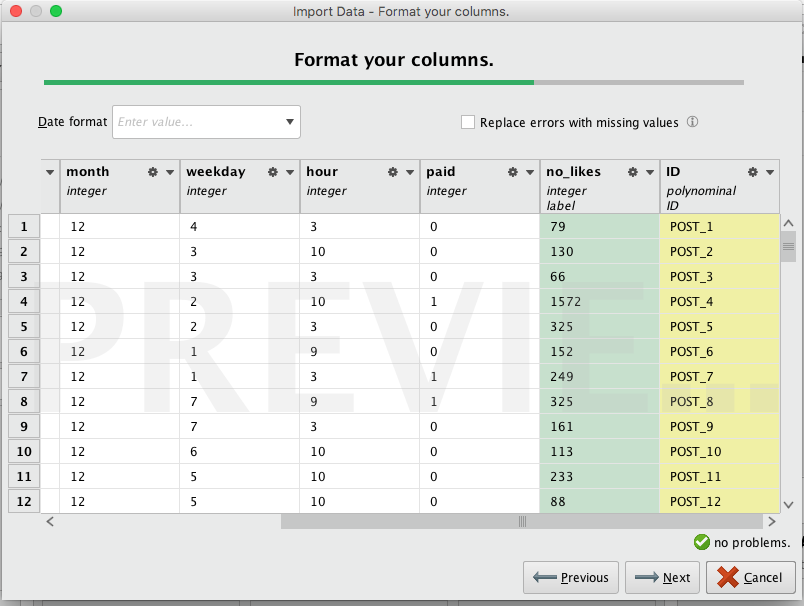 Import Data - Format your columns.
Format your columns.
Date format Enter value... Replace errors with missing values
month weekday hour paid no_likes ID
integer integer integer integer integer polynominal
label ID
1 12 4 3 0 79 POST_1
2 12 3 10 0 130 POST_2
3 12 3 3 0 66 POST_3
4 12 2 10 1 1572 POST_4
5 12 2 3 0 325 POST_5
6 12 1 9 0 152 POST_6
7 12 1 3 1 249 POST_7
8 12 7 9 1 325 POST_8
9 12 7 3 0 161 POST_9
10 12 6 10 0 113 POST_10
11 12 5 10 0 233 POST_11
12 12 5 10 0 88 POST_12
PREVIE...
no problems.
Previous Next Cancel